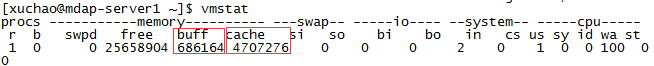 [xuchao@mdap-server1 ~]$ vmstat
procs -----------memory---------- ---swap-- -----io---- --system-- -----cpu-----
r b swpd free buff cache si so bi bo in cs us sy id wa st
1 0 0 25658904 686164 4707276 0 0 0 2 0 1 0 0 100 0
0